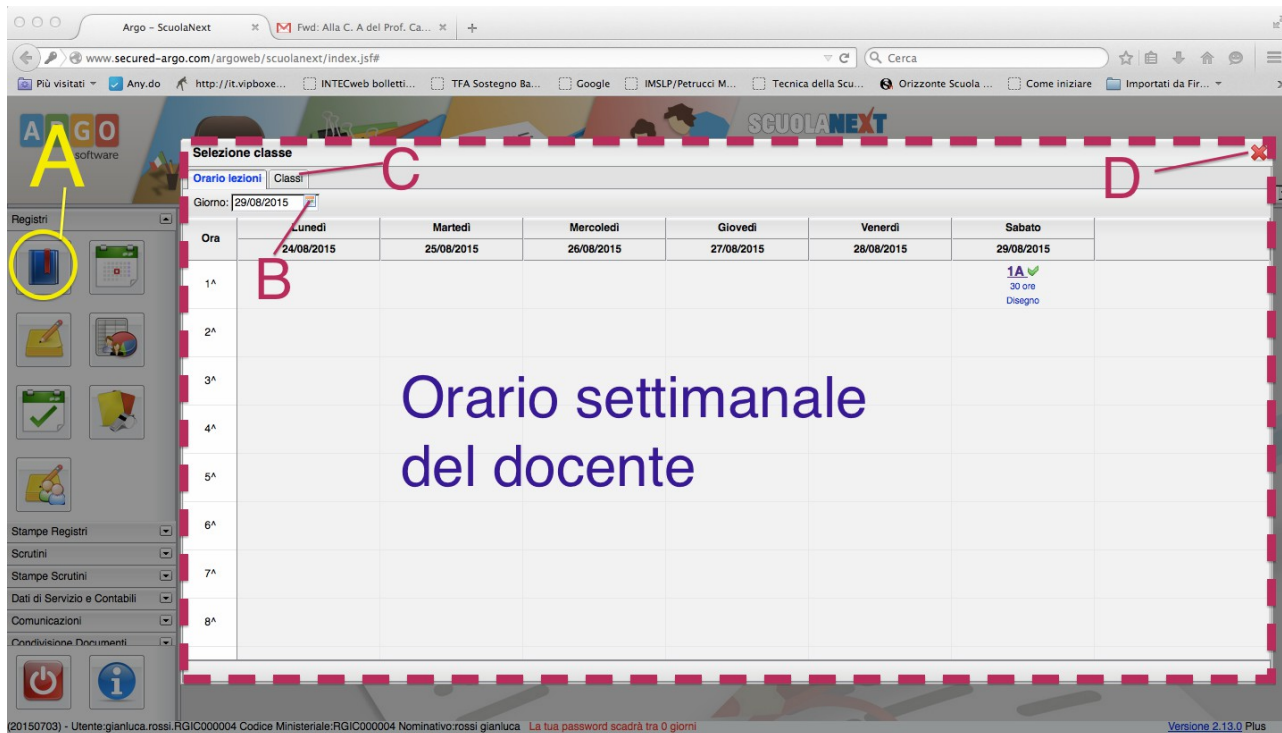 Argo - ScuolaNext
Fwd: Alla C. A del Prof. Ca...
www.secured-argo.com/argoweb/scuolanext/index.jsf#
Cerca
Più visitati
Any.do
http://it.vipboxe...
INTECweb bolletti...
TFA Sostegno Ba...
Google
IMSLP/Petrucci M...
Tecnica della Scu...
Orizzonte Scuola ...
Come iniziare
Importati da Fir...
ARGO
software
SCUOLANEXT
A
Selezione classe
C
D
Orario lezioni
Classi
Giorno: 29/08/2015
B
Registri
Ora
Lunedì
Martedì
Mercoledì
Giovedì
Venerdì
Sabato
24/08/2015
25/08/2015
26/08/2015
27/08/2015
28/08/2015
29/08/2015
1^
1A
30 ore
Disegno
2^
3^
4^
5^
6^
7^
8^
Orario settimanale
del docente
Stampe Registri
Scrutini
Stampe Scrutini
Dati di Servizio e Contabili
Comunicazioni
Condivisione Documenti
(20150703) - Utente:gianluca.rossi.RGIC000004 Codice Ministeriale:RGIC000004 Nominativo:rossi gianluca La tua password scadrà tra 0 giorni
Versione 2.13.0 Plus